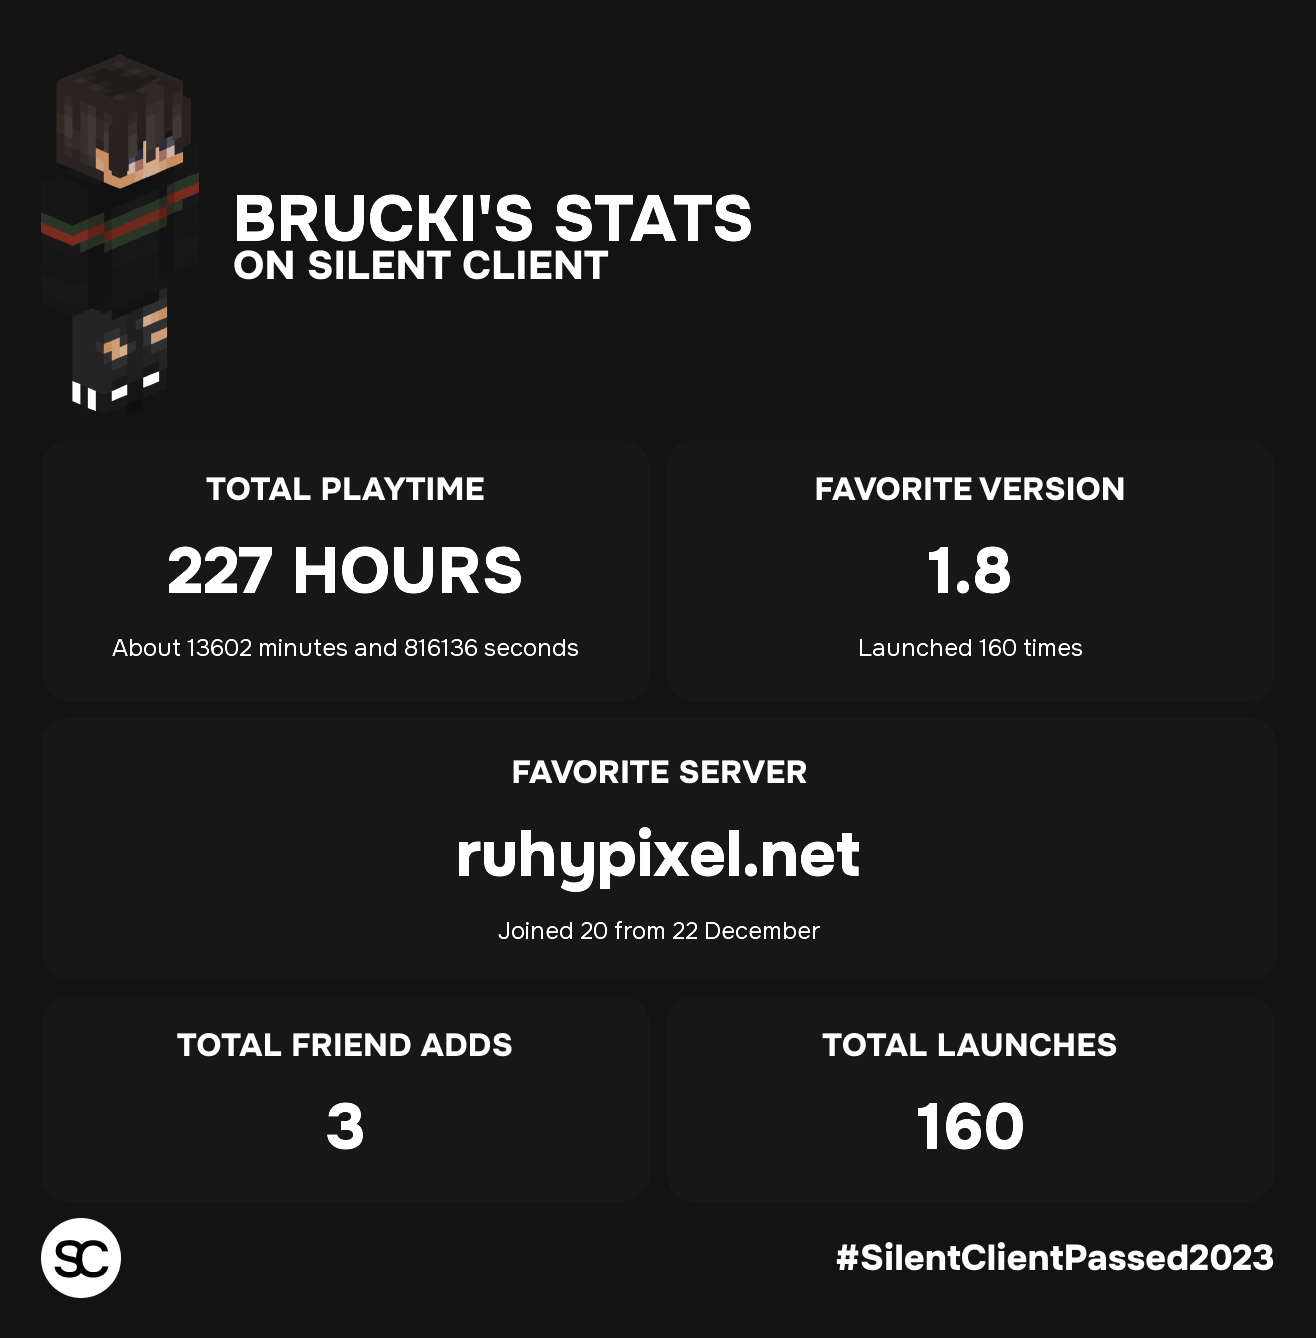 BRUCKI'S STATS
ON SILENT CLIENT
TOTAL PLAYTIME
227 HOURS
About 13602 minutes and 816136 seconds
FAVORITE VERSION
1.8
Launched 160 times
FAVORITE SERVER
ruhypixel.net
Joined 20 from 22 December
TOTAL FRIEND ADDS
3
TOTAL LAUNCHES
160
SC
#SilentClientPassed2023